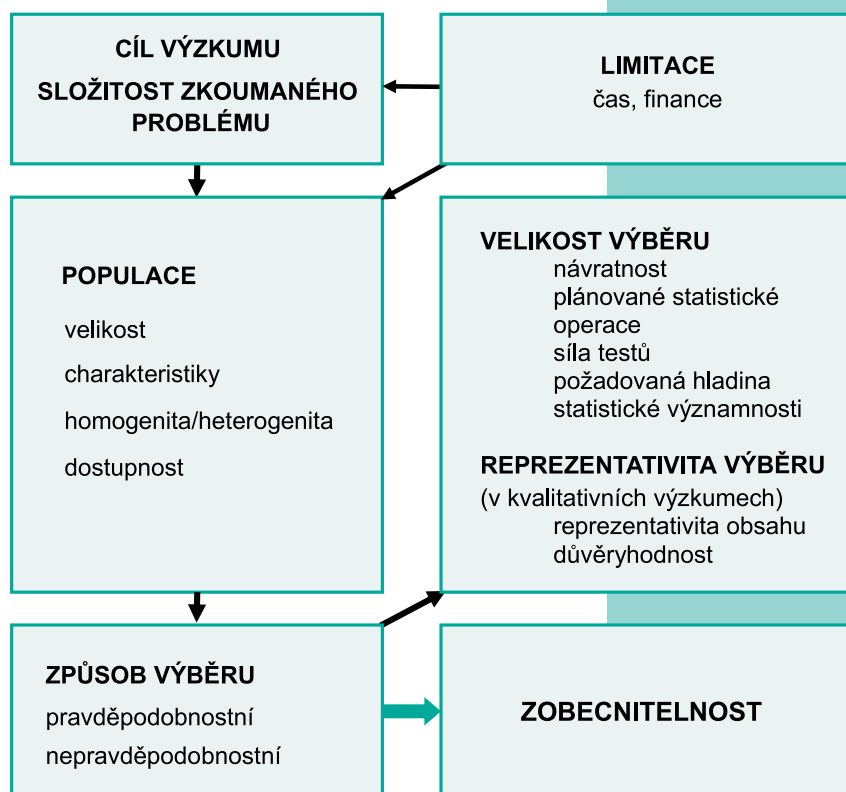 CÍL VÝZKUMU
SLOŽITOST ZKOUMANÉHO
PROBLÉMU
LIMITACE
čas, finance
POPULACE
velikost
charakteristiky
homogenita/heterogenita
dostupnost
VELIKOST VÝBĚRU
návratnost
plánované statistické
operace
síla testů
požadovaná hladina
statistické významnosti
REPREZENTATIVITA VÝBĚRU
(v kvalitativních výzkumech)
reprezentativita obsahu
důvěryhodnost
ZPŮSOB VÝBĚRU
pravděpodobnostní
nepravděpodobnostní
ZOBECNITELNOST